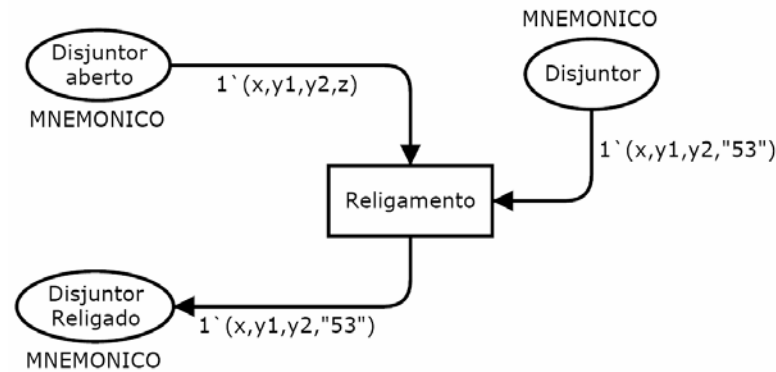 MNEMONICO
Disjuntor
aberto
1`(x,y1,y2,z)
MNEMONICO
Disjuntor
1`(x,y1,y2,"53")
Religamento
Disjuntor
Religado
1`(x,y1,y2,"53")
MNEMONICO